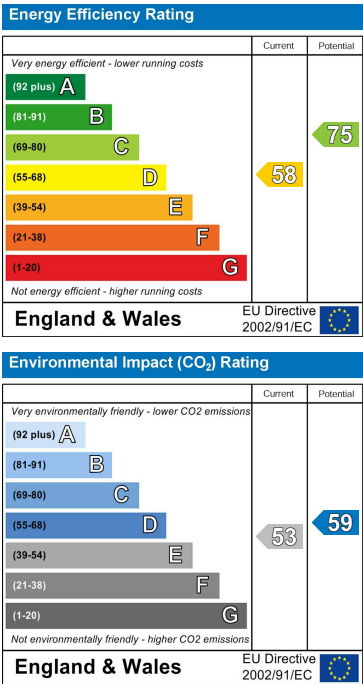 Energy Efficiency Rating
Current Potential
Very energy efficient - lower running costs
(92 plus) A
(81-91) B
(69-80) C
(55-68) D
(39-54) E
(21-38) F
(1-20) G
75
58
Not energy efficient - higher running costs
England & Wales
EU Directive
2002/91/EC
Environmental Impact (CO₂) Rating
Current Potential
Very environmentally friendly - lower CO2 emissions
(92 plus) A
(81-91) B
(69-80) C
(55-68) D
(39-54) E
(21-38) F
(1-20) G
53
59
Not environmentally friendly - higher CO2 emissions
England & Wales
EU Directive
2002/91/EC